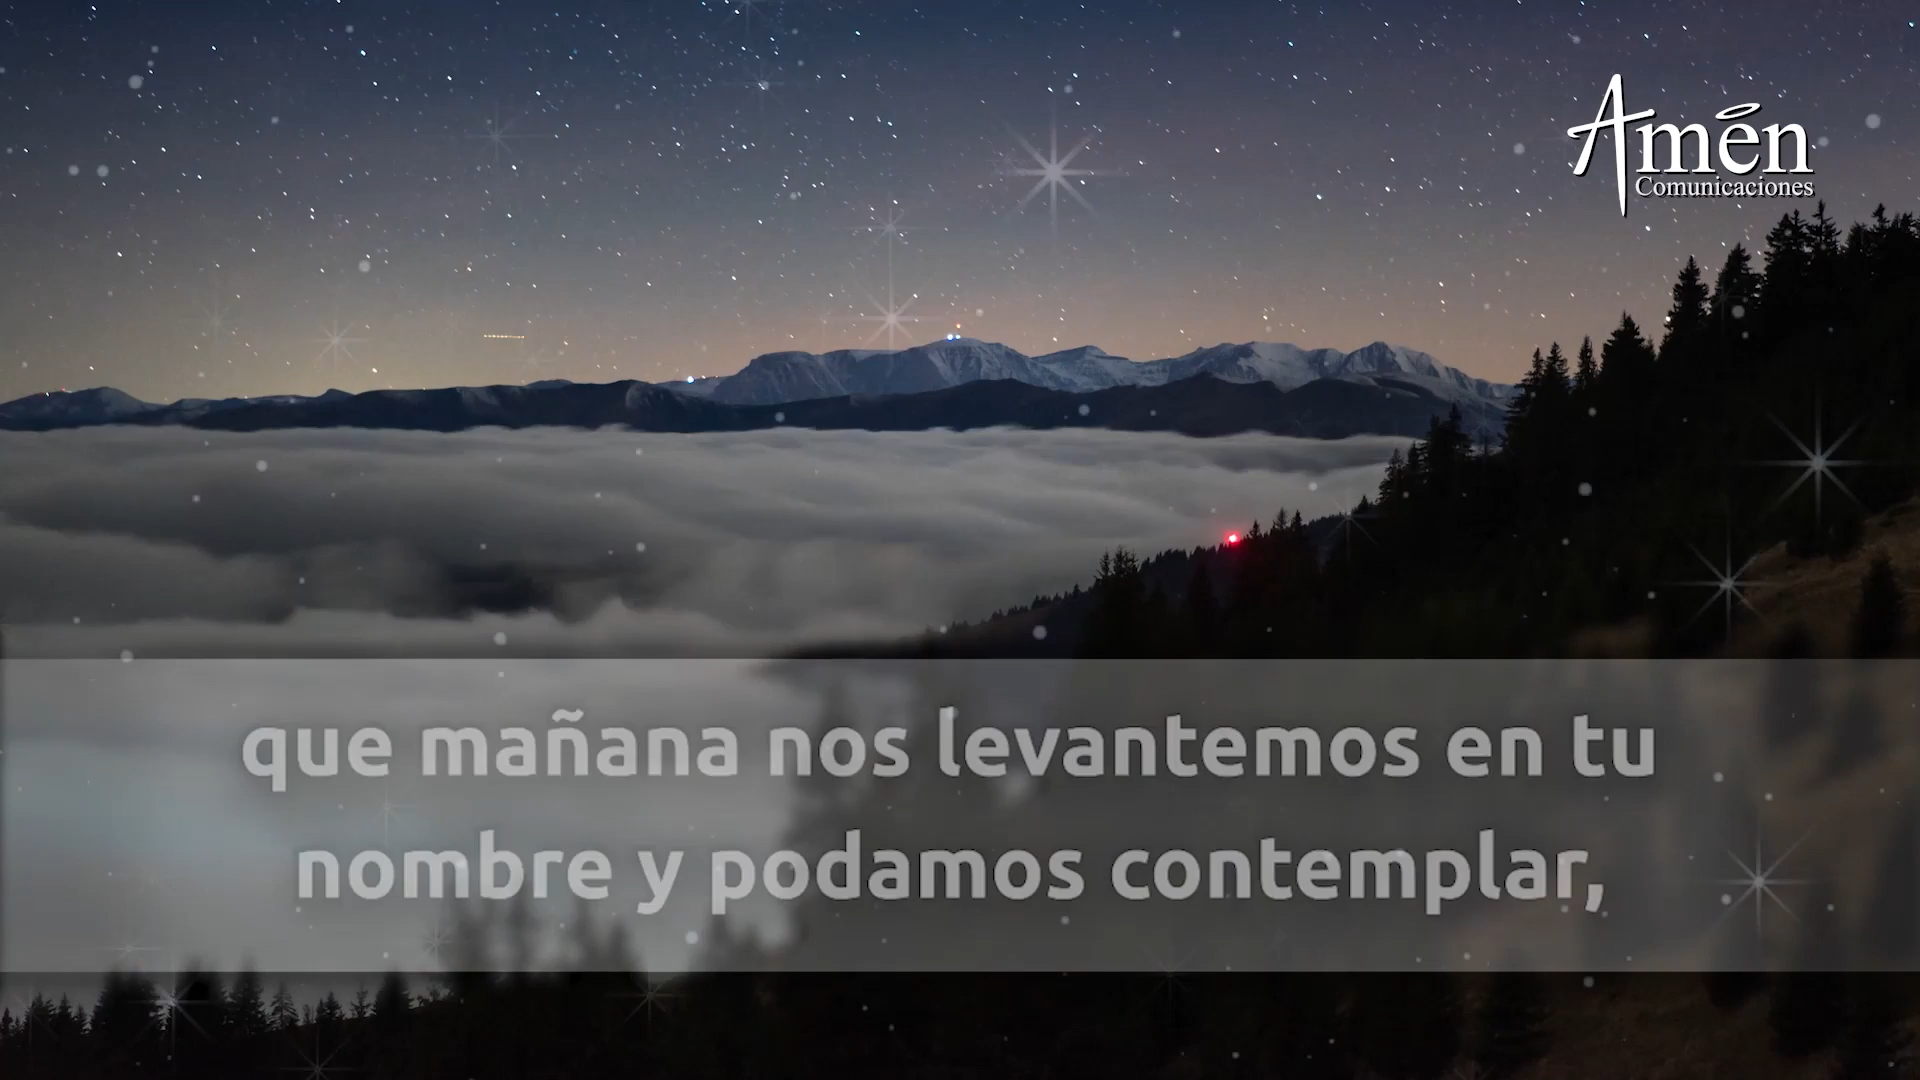 Amén
Comunicaciones
que mañana nos levantemos en tu
nombre y podamos contemplar,